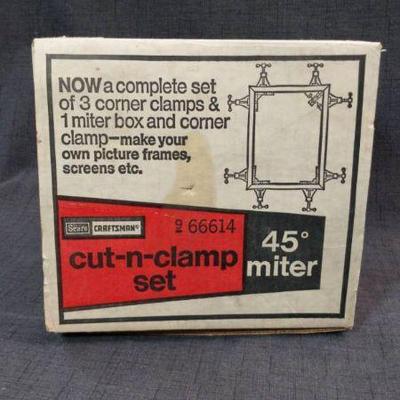 NOW a complete set
of 3 corner clamps &
1 miter box and corner
clamp—make your
own picture frames,
screens etc.
Sears CRAFTSMAN®
9 66614
cut-n-clamp
set
45°
miter